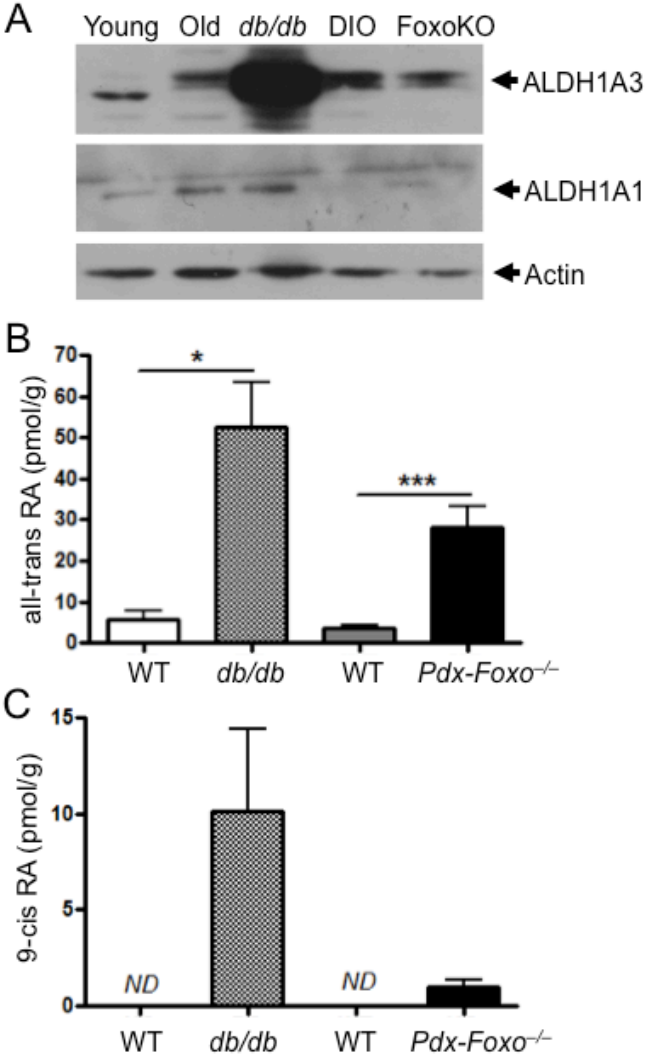 A
Young Old db/db DIO FoxoKO
ALDH1A3
ALDH1A1
Actin
B
all-trans RA (pmol/g)
70
60
50
40
30
20
10
0
*
***
WT db/db WT Pdx-Foxo–/–
C
9-cis RA (pmol/g)
15
10
5
0
ND
ND
WT db/db WT Pdx-Foxo–/–